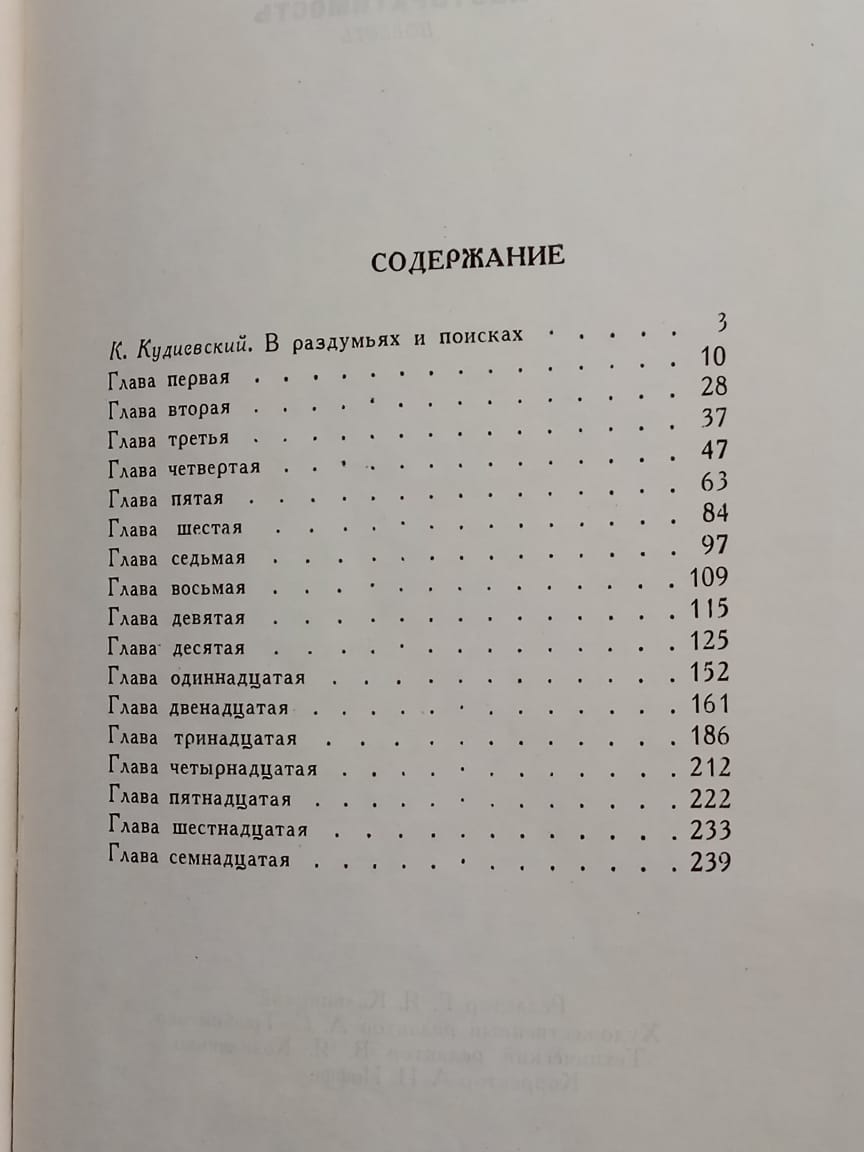 СОДЕРЖАНИЕ
К. Кудиевский. В раздумьях и поисках . . . . . 3
Глава первая . . . . . . . . . . . . . . . 10
Глава вторая . . . . . . . . . . . . . . . 28
Глава третья . . . . . . . . . . . . . . . 37
Глава четвертая . . . . . . . . . . . . . . 47
Глава пятая . . . . . . . . . . . . . . . 63
Глава шестая . . . . . . . . . . . . . . 84
Глава седьмая . . . . . . . . . . . . . . 97
Глава восьмая . . . . . . . . . . . . . . 109
Глава девятая . . . . . . . . . . . . . . 115
Глава десятая . . . . . . . . . . . . . . 125
Глава одиннадцатая . . . . . . . . . . . . 152
Глава двенадцатая . . . . . . . . . . . . . 161
Глава тринадцатая . . . . . . . . . . . . 186
Глава четырнадцатая . . . . . . . . . . . . 212
Глава пятнадцатая . . . . . . . . . . . . . 222
Глава шестнадцатая . . . . . . . . . . . . 233
Глава семнадцатая . . . . . . . . . . . . . 239